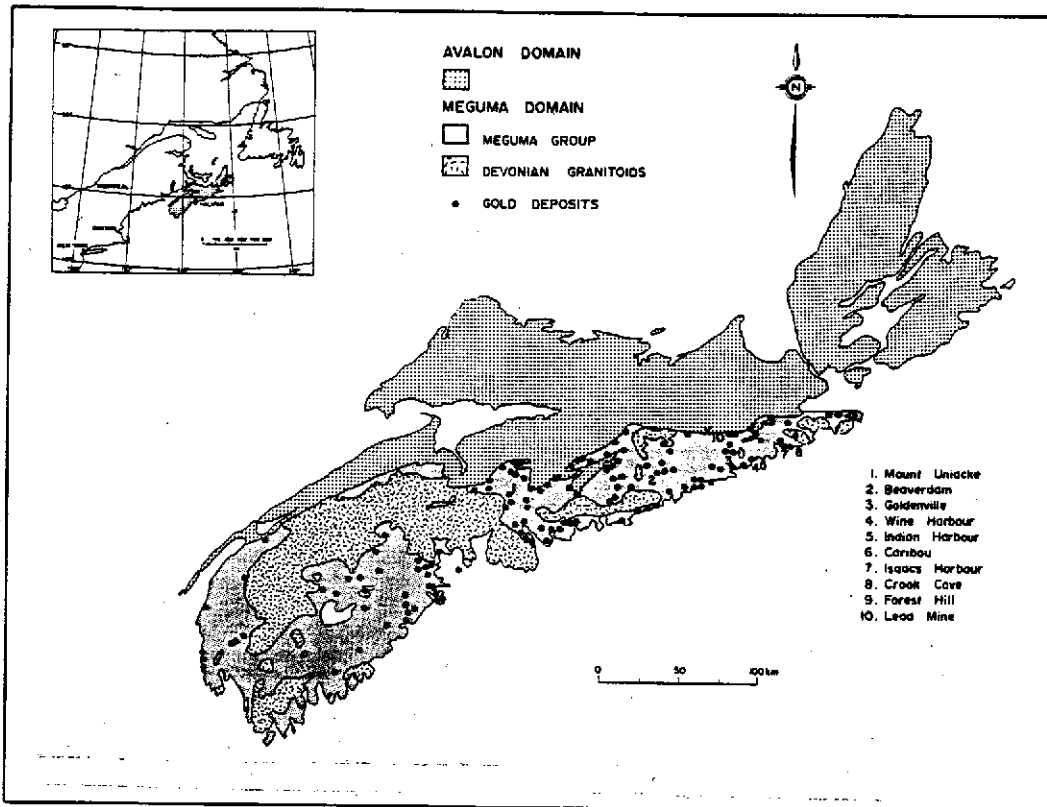 AVALON DOMAIN
MEGUMA DOMAIN
MEGUMA GROUP
DEVONIAN GRANITOIDS
GOLD DEPOSITS
N
10
2
1. Mount Uniacke
2. Beaverdam
3. Goldenville
4. Wine Harbour
5. Indian Harbour
6. Caribou
7. Isaacs Harbour
8. Crook Cove
9. Forest Hill
10. Lead Mine
0 50 100 km